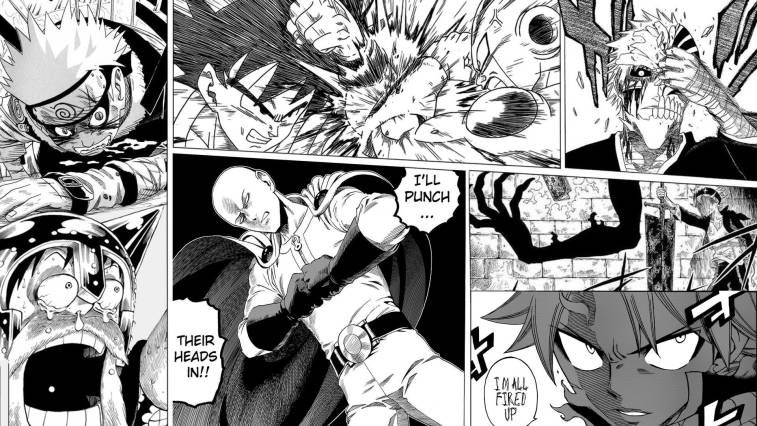 I'LL
PUNCH
...
THEIR
HEADS
IN!!
I'M ALL
FIRED
UP